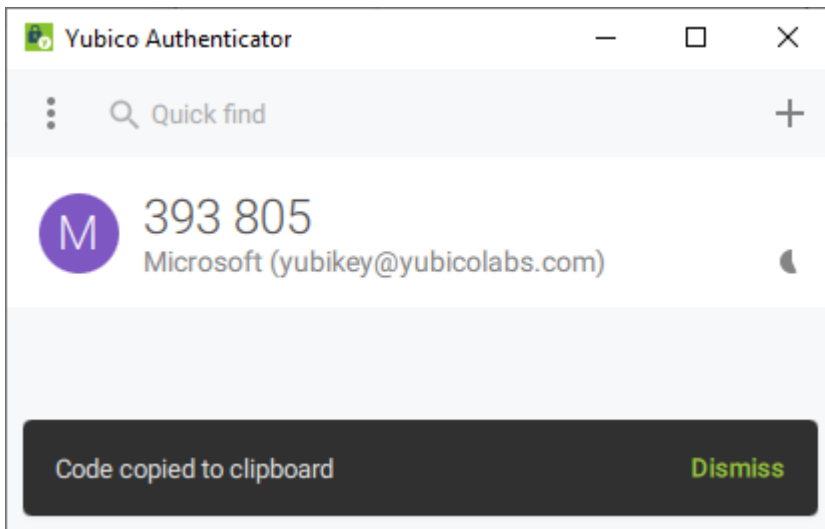 Yubico Authenticator
Quick find
M
393 805
Microsoft (yubikey@yubicolabs.com)
Code copied to clipboard
Dismiss